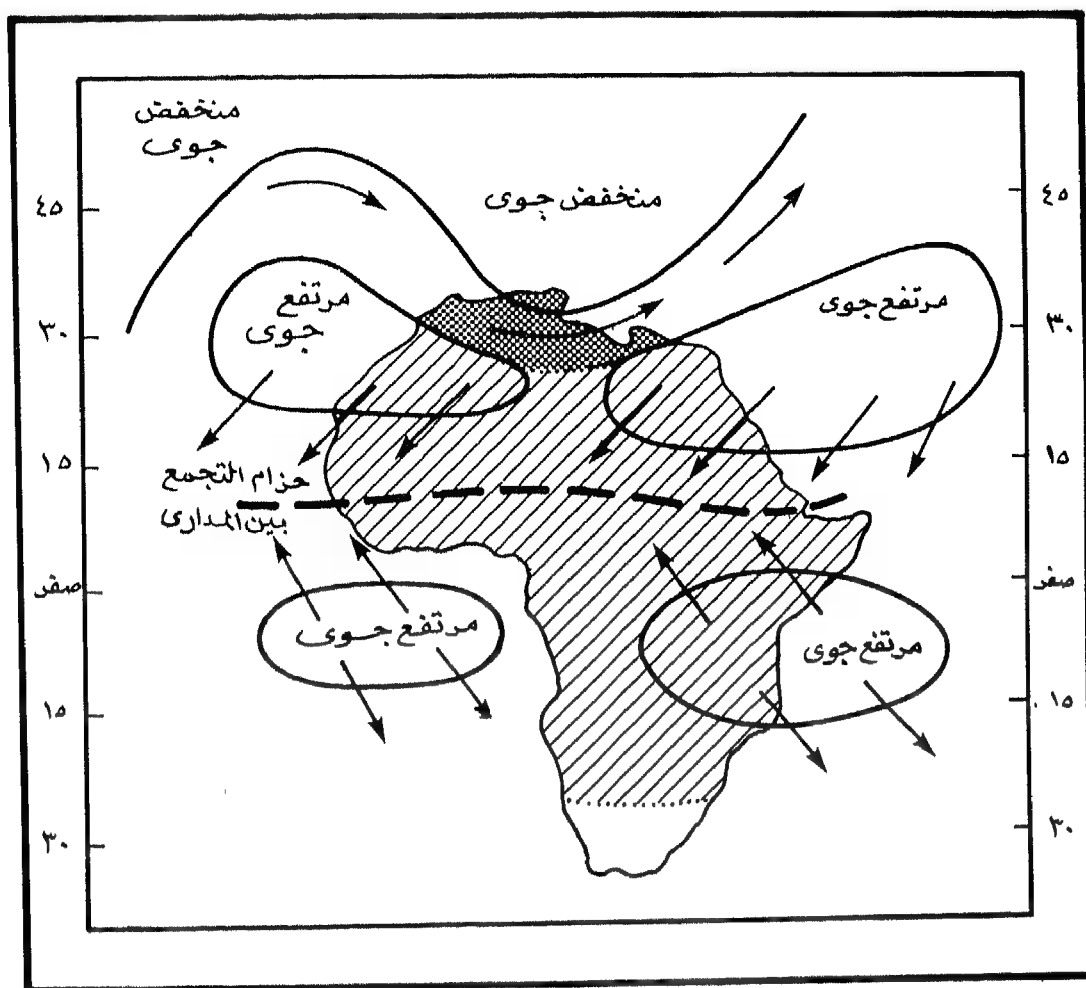 منخفض
جوى
منخفض جوى
٤٥
٤٥
مرتفع
جوى
مرتفع جوى
٣٠
٣٠
١٥
١٥
حزام التجمع
بين المدارى
صفر
صفر
مرتفع جوى
مرتفع جوى
١٥
١٥
٣٠
٣٠